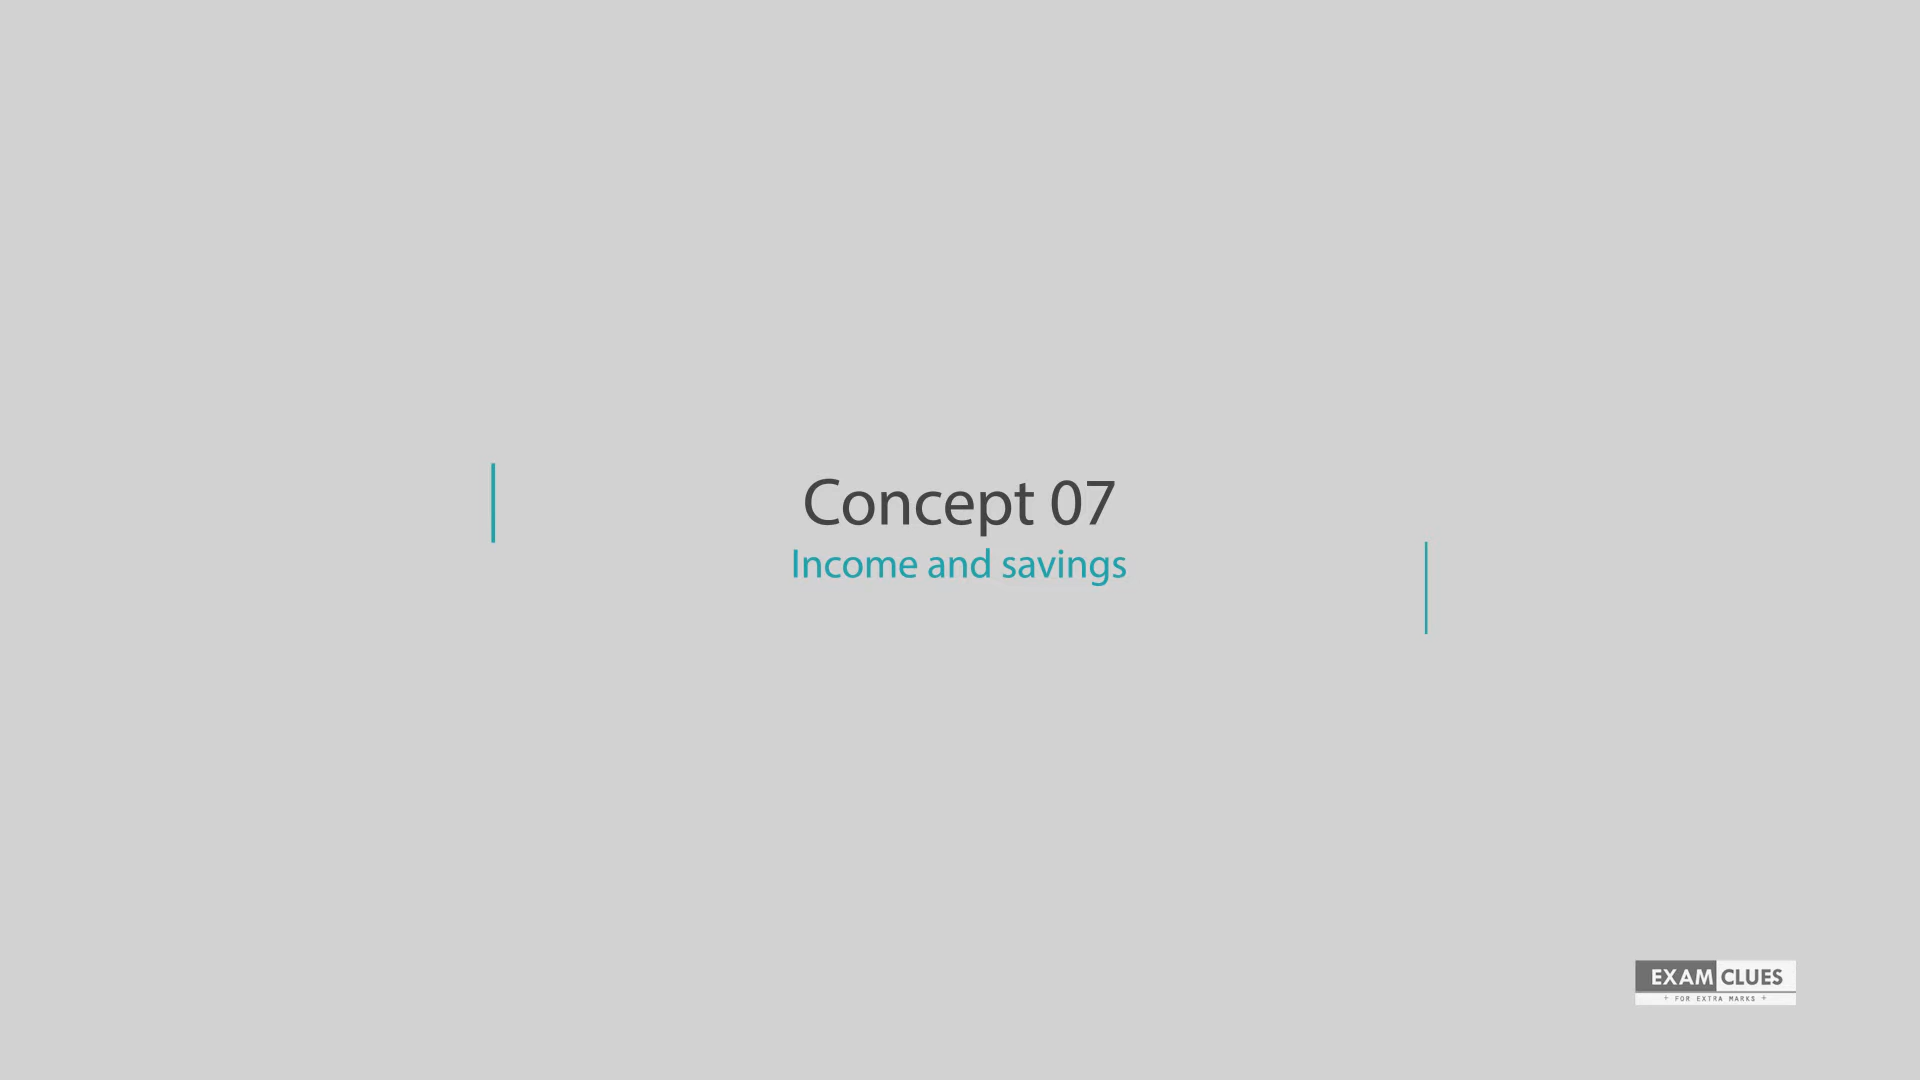 Concept 07
Income and savings
EXAM CLUES
+ FOR EXTRA MARKS +